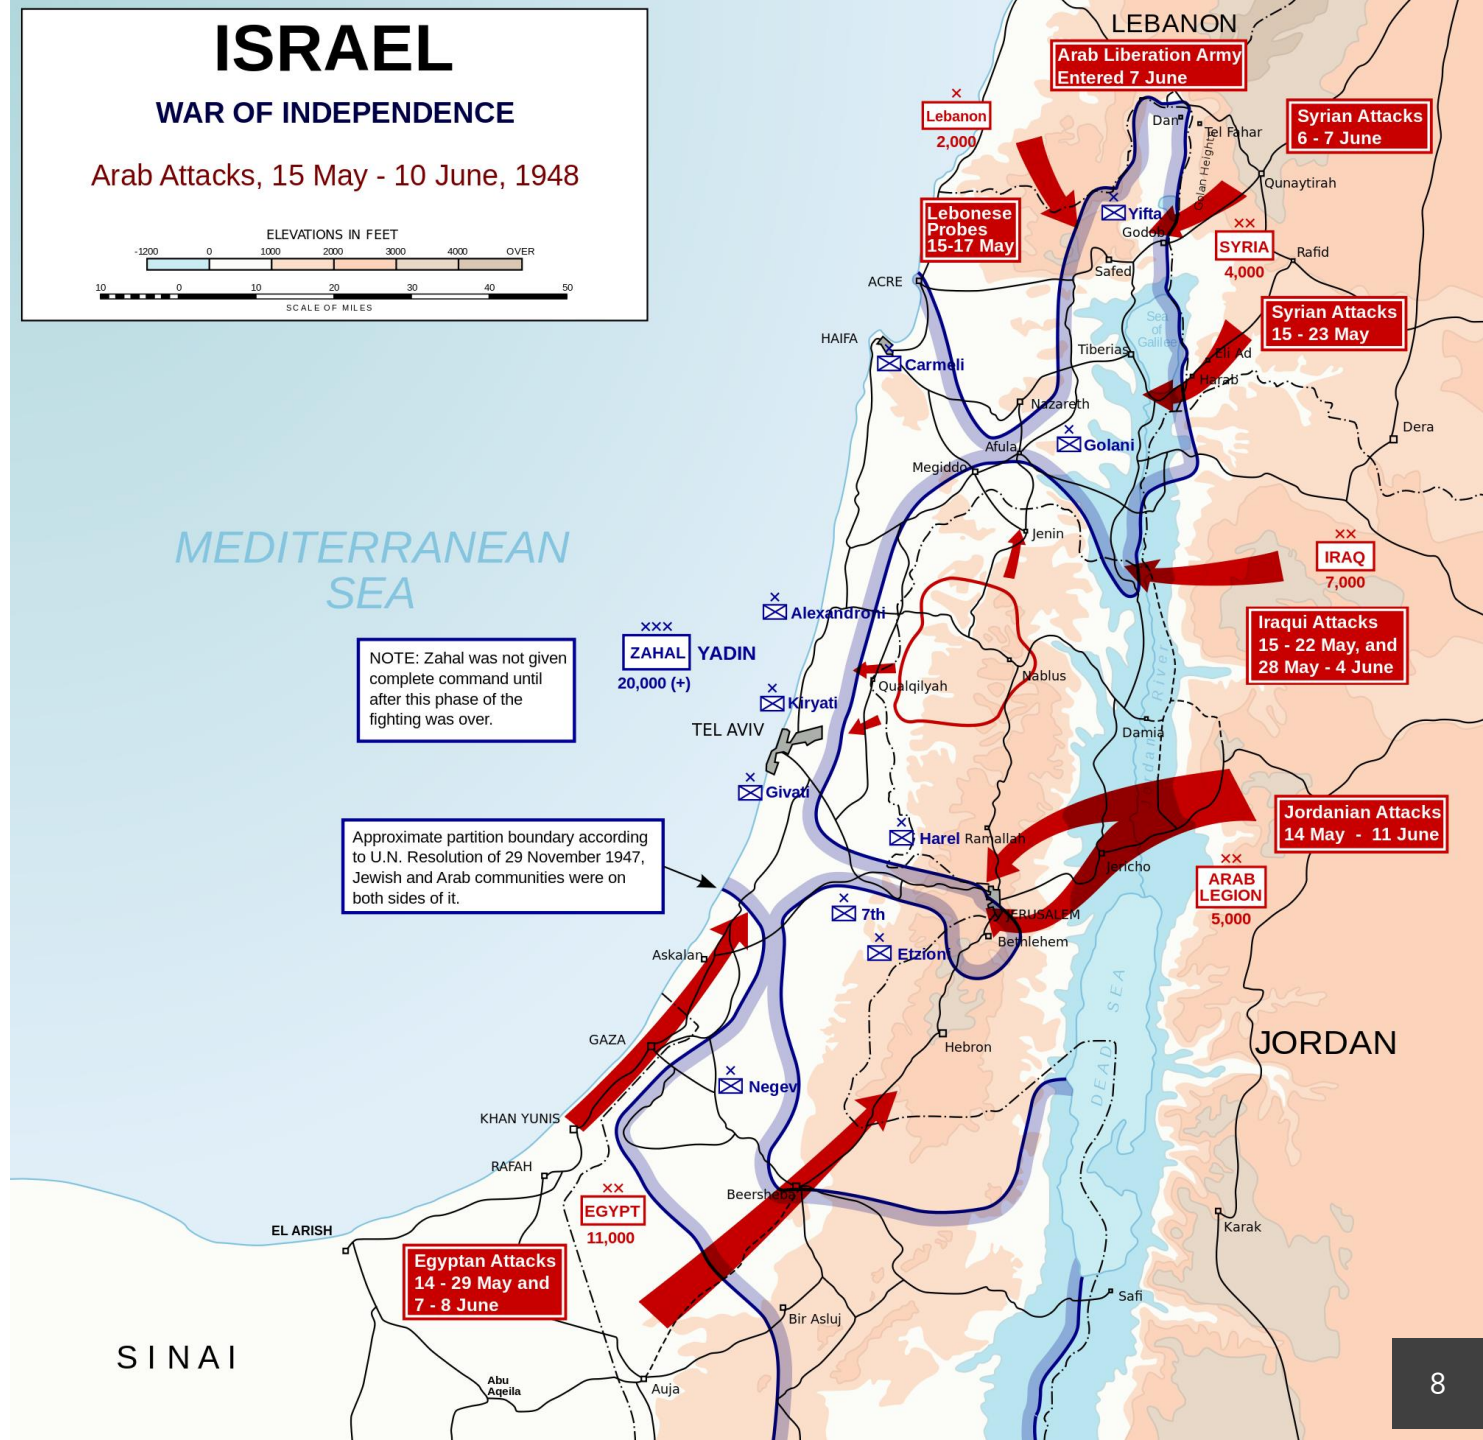 ISRAEL
WAR OF INDEPENDENCE
Arab Attacks, 15 May - 10 June, 1948
ELEVATIONS IN FEET
-1200 0 1000 2000 3000 4000 OVER
10 0 10 20 30 40 50
SCALE OF MILES
LEBANON
Arab Liberation Army
Entered 7 June
×
Lebanon
2,000
Dan
Tel Fahar
Golan Heights
Syrian Attacks
6 - 7 June
Qunaytirah
Lebonese
Probes
15-17 May
×
Yifta
Godob
××
SYRIA
4,000
Rafid
Safed
ACRE
Syrian Attacks
15 - 23 May
Sea
of
Galilee
HAIFA
×
Carmeli
Tiberias
Eli Ad
Harab
Nazareth
Dera
×
Golani
Afula
Megiddo
Jenin
××
IRAQ
7,000
MEDITERRANEAN
SEA
×
Alexandroni
Iraqui Attacks
15 - 22 May, and
28 May - 4 June
×××
ZAHAL YADIN
20,000 (+)
NOTE: Zahal was not given
complete command until
after this phase of the
fighting was over.
Nablus
Qualqilyah
×
Kiryati
TEL AVIV
Damia
Jordan River
×
Givati
Jordanian Attacks
14 May - 11 June
×
Harel
Ramallah
Approximate partition boundary according
to U.N. Resolution of 29 November 1947,
Jewish and Arab communities were on
both sides of it.
Jericho
××
ARAB
LEGION
5,000
×
7th
JERUSALEM
×
Etzioni
Bethlehem
Askalan
DEAD SEA
GAZA
Hebron
JORDAN
×
Negev
KHAN YUNIS
RAFAH
Beersheba
××
EGYPT
11,000
EL ARISH
Karak
Egyptian Attacks
14 - 29 May and
7 - 8 June
Safi
Bir Asluj
SINAI
Abu
Aqeila
Auja
8